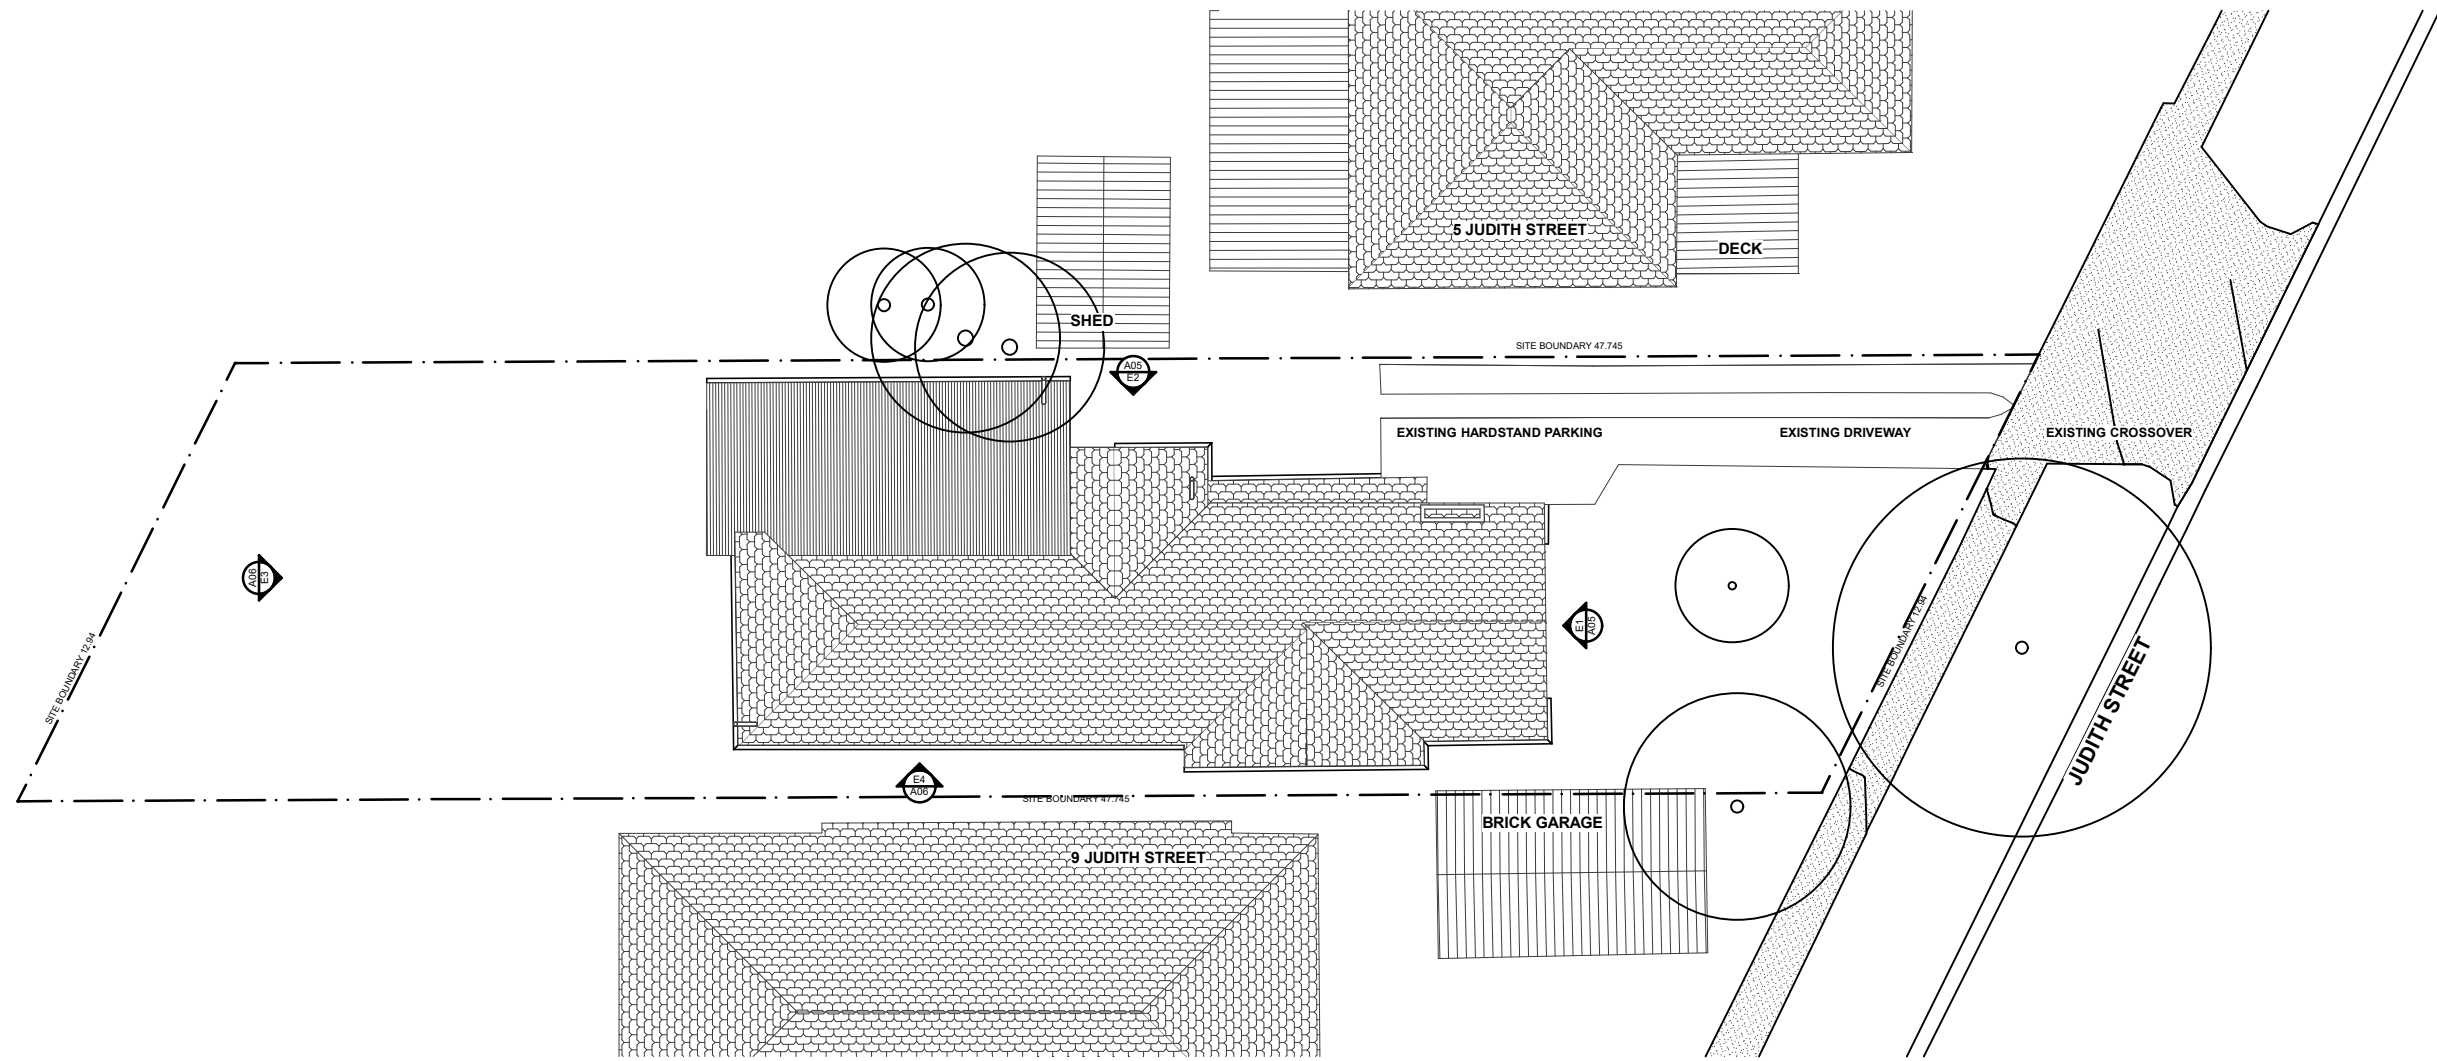 5 JUDITH STREET
DECK
SHED
SITE BOUNDARY 47.745
A05
E2
EXISTING HARDSTAND PARKING
EXISTING DRIVEWAY
EXISTING CROSSOVER
A06
E3
E1
A05
SITE BOUNDARY 12.94
SITE BOUNDARY 12.94
JUDITH STREET
E4
A06
SITE BOUNDARY 47.745
BRICK GARAGE
9 JUDITH STREET